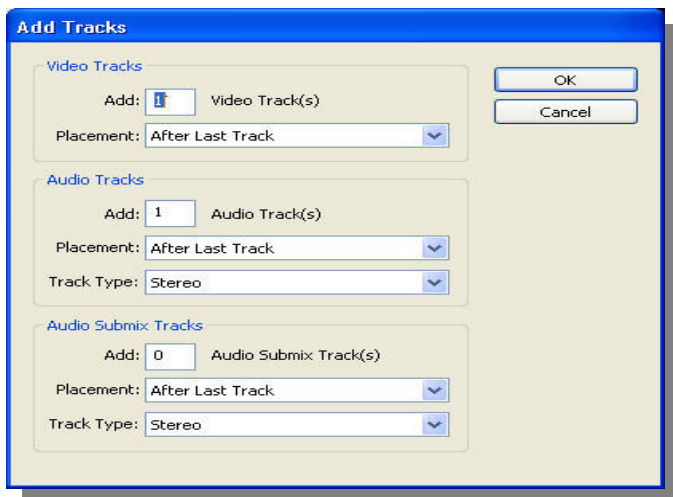 Add Tracks
Video Tracks
Add: 1 Video Track(s)
Placement: After Last Track
OK
Cancel
Audio Tracks
Add: 1 Audio Track(s)
Placement: After Last Track
Track Type: Stereo
Audio Submix Tracks
Add: 0 Audio Submix Track(s)
Placement: After Last Track
Track Type: Stereo